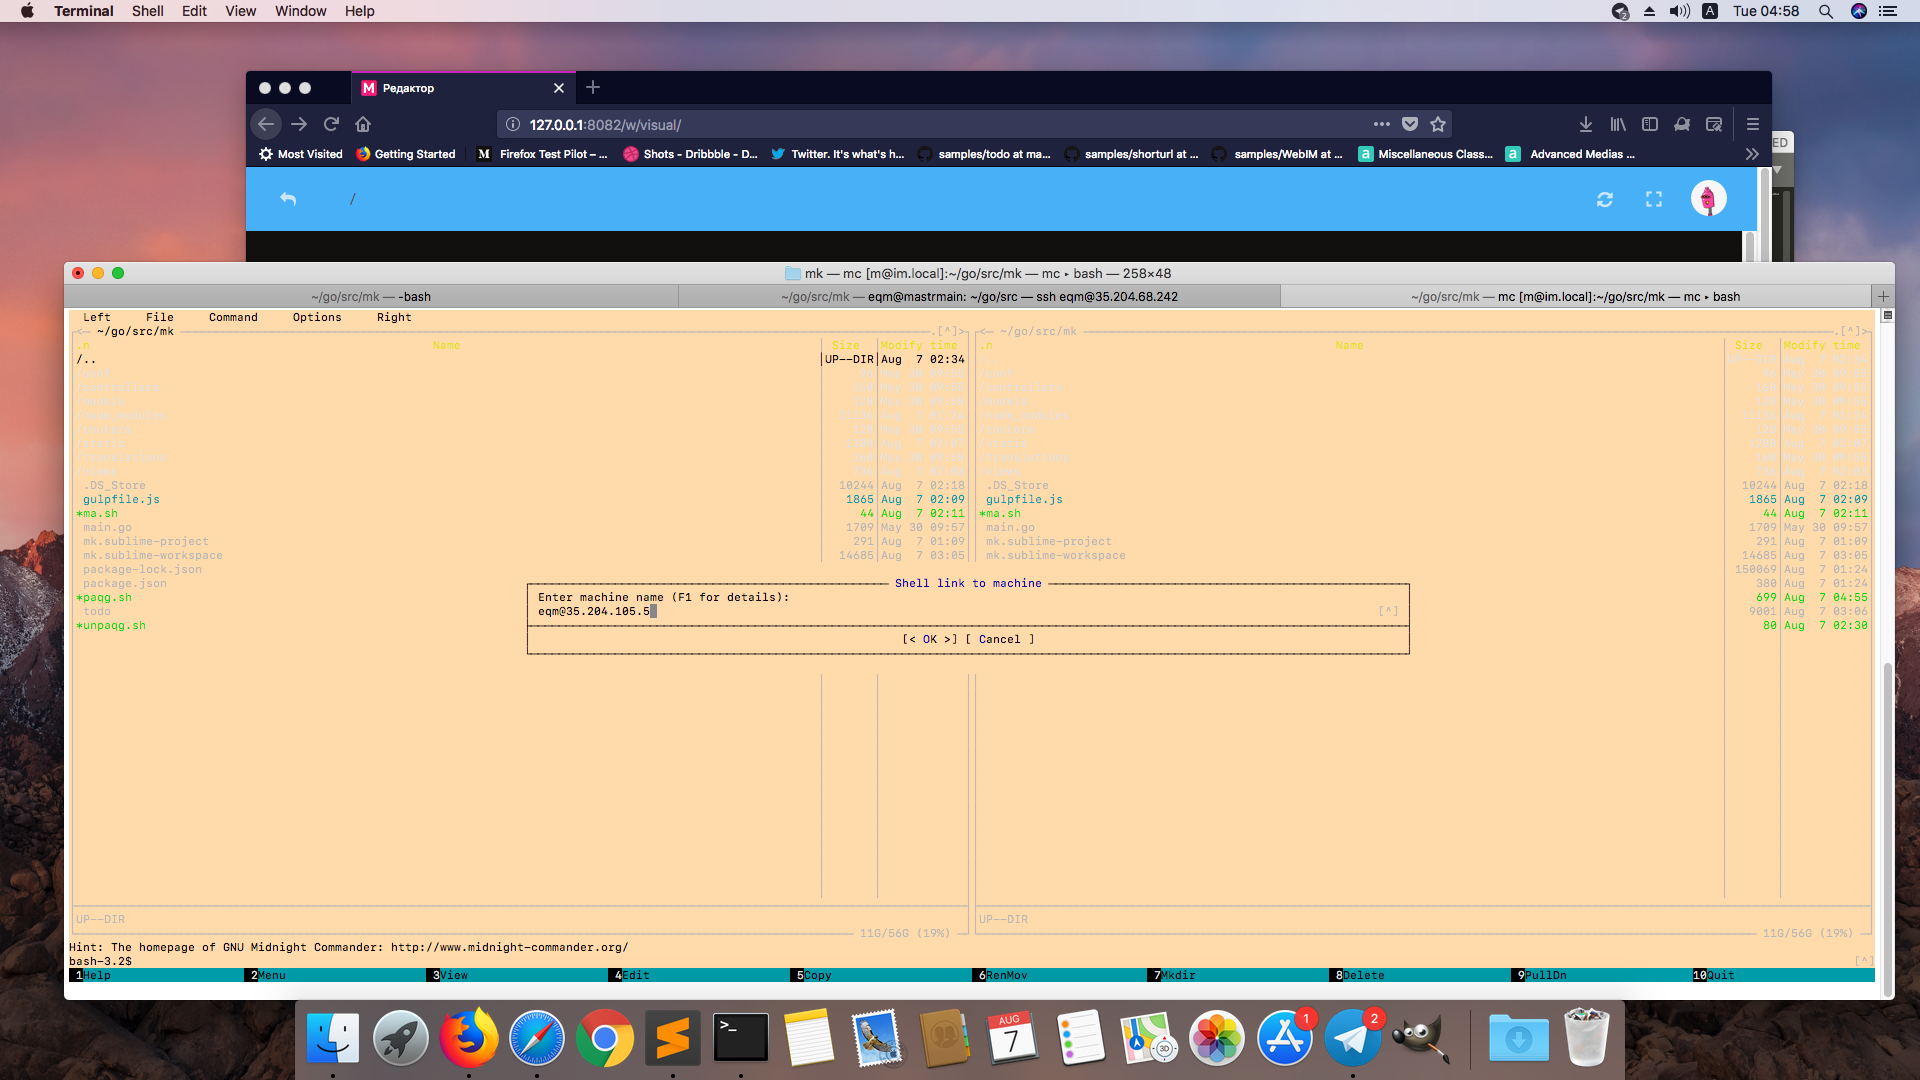 Terminal Shell Edit View Window Help
A Tue 04:58
M Редактор
127.0.0.1:8082/w/visual/
Most Visited Getting Started M Firefox Test Pilot – ... Shots - Dribbble - D... Twitter. It's what's h... samples/todo at ma... samples/shorturl at ... samples/WebIM at ... a Miscellaneous Class... a Advanced Medias ...
ED
/
mk — mc [m@im.local]:~/go/src/mk — mc ▸ bash — 258×48
~/go/src/mk — -bash
~/go/src/mk — eqm@mastrmain: ~/go/src — ssh eqm@35.204.68.242
~/go/src/mk — mc [m@im.local]:~/go/src/mk — mc ▸ bash
Left File Command Options Right
<— ~/go/src/mk .[^]> <— ~/go/src/mk .[^]>
.n Name Size Modify time .n Name Size Modify time
/.. UP--DIR Aug 7 02:34
.DS_Store 10244 Aug 7 02:18 .DS_Store 10244 Aug 7 02:18
gulpfile.js 1865 Aug 7 02:09 gulpfile.js 1865 Aug 7 02:09
*ma.sh 44 Aug 7 02:11 *ma.sh 44 Aug 7 02:11
main.go 1709 May 30 09:57 main.go 1709 May 30 09:57
mk.sublime-project 291 Aug 7 01:09 mk.sublime-project 291 Aug 7 01:09
mk.sublime-workspace 14685 Aug 7 03:05 mk.sublime-workspace 14685 Aug 7 03:05
package-lock.json 150069 Aug 7 01:24
package.json 380 Aug 7 01:24
*paqg.sh 699 Aug 7 04:55
todo 9001 Aug 7 03:06
*unpaqg.sh 80 Aug 7 02:30
Shell link to machine
Enter machine name (F1 for details):
eqm@35.204.105.5 [^]
[< OK >] [ Cancel ]
UP--DIR UP--DIR
11G/56G (19%) 11G/56G (19%)
Hint: The homepage of GNU Midnight Commander: http://www.midnight-commander.org/
bash-3.2$ [^]
1Help 2Menu 3View 4Edit 5Copy 6RenMov 7Mkdir 8Delete 9PullDn 10Quit
>_
AUG
7
3D
1
2